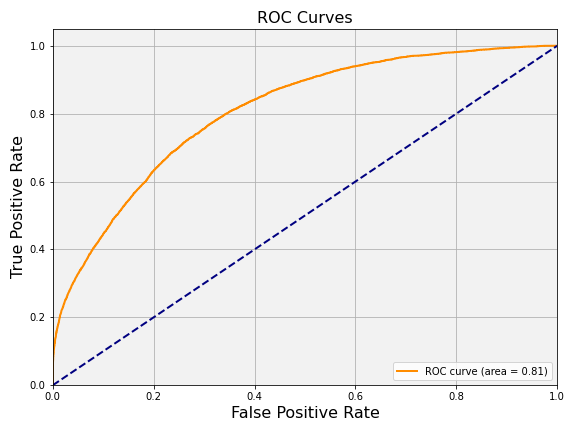 ROC Curves
True Positive Rate
1.0
0.8
0.6
0.4
0.2
0.0
ROC curve (area = 0.81)
0.0 0.2 0.4 0.6 0.8 1.0
False Positive Rate